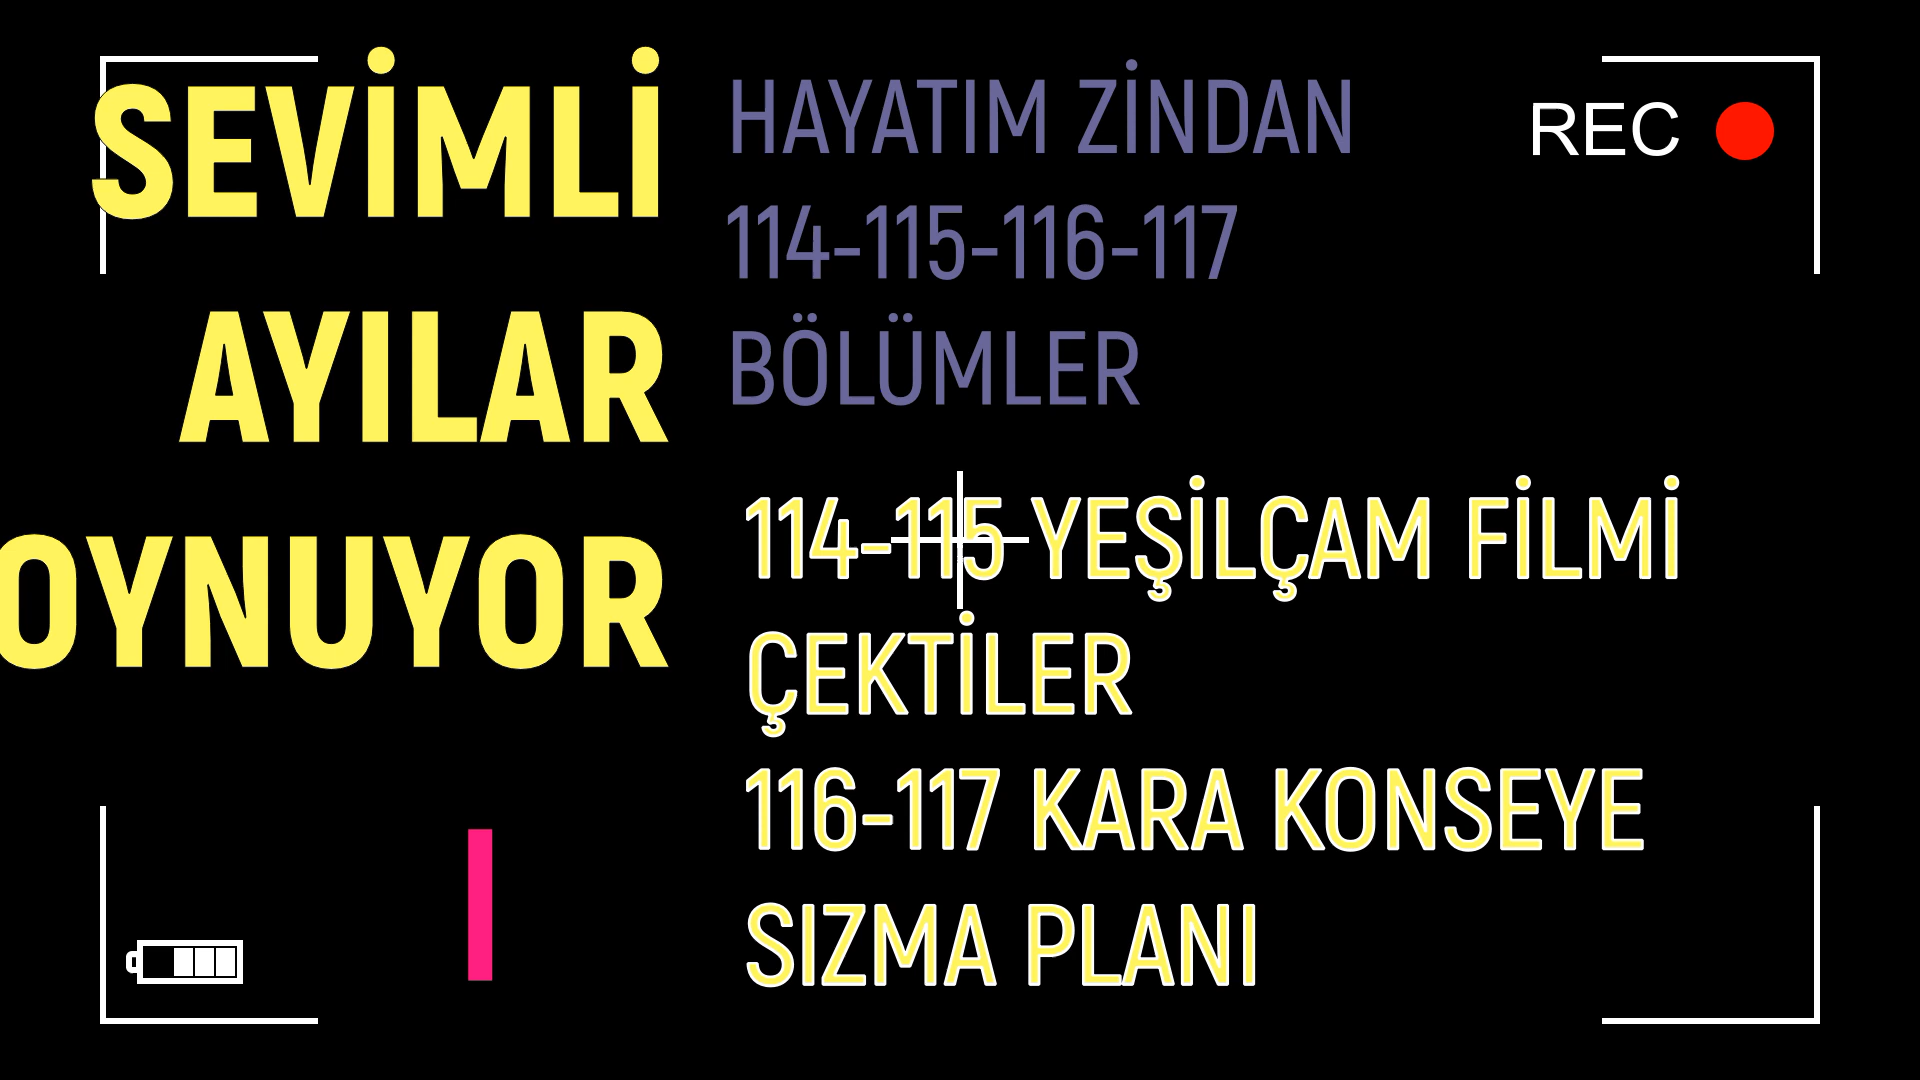 SEVİMLİ
AYILAR
OYNUYOR
HAYATIM ZİNDAN
114-115-116-117
BÖLÜMLER
REC
114-115 YEŞİLÇAM FİLMİ
ÇEKTİLER
116-117 KARA KONSEYE
SIZMA PLANI